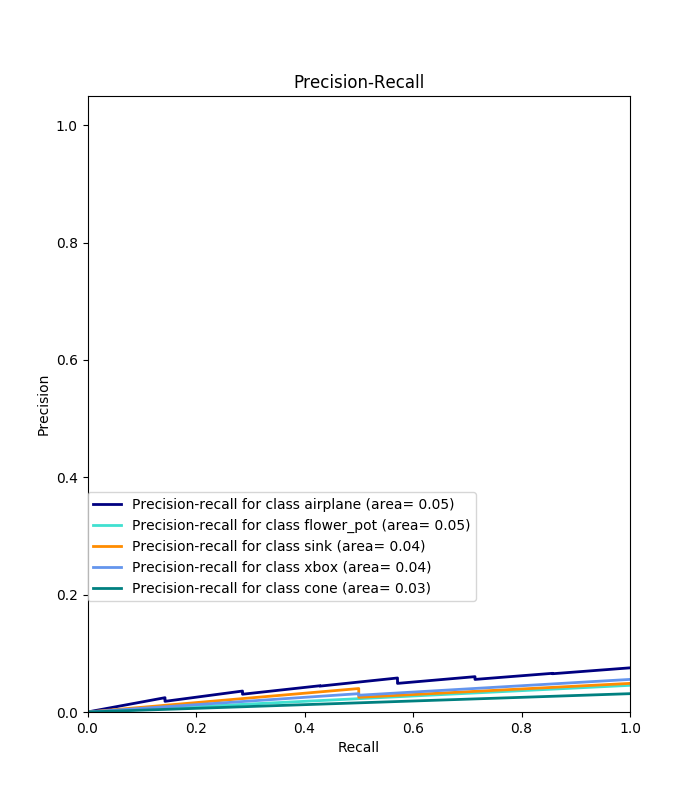 Precision-Recall
1.0
0.8
0.6
0.4
0.2
0.0
Precision
Precision-recall for class airplane (area= 0.05)
Precision-recall for class flower_pot (area= 0.05)
Precision-recall for class sink (area= 0.04)
Precision-recall for class xbox (area= 0.04)
Precision-recall for class cone (area= 0.03)
0.0 0.2 0.4 0.6 0.8 1.0
Recall